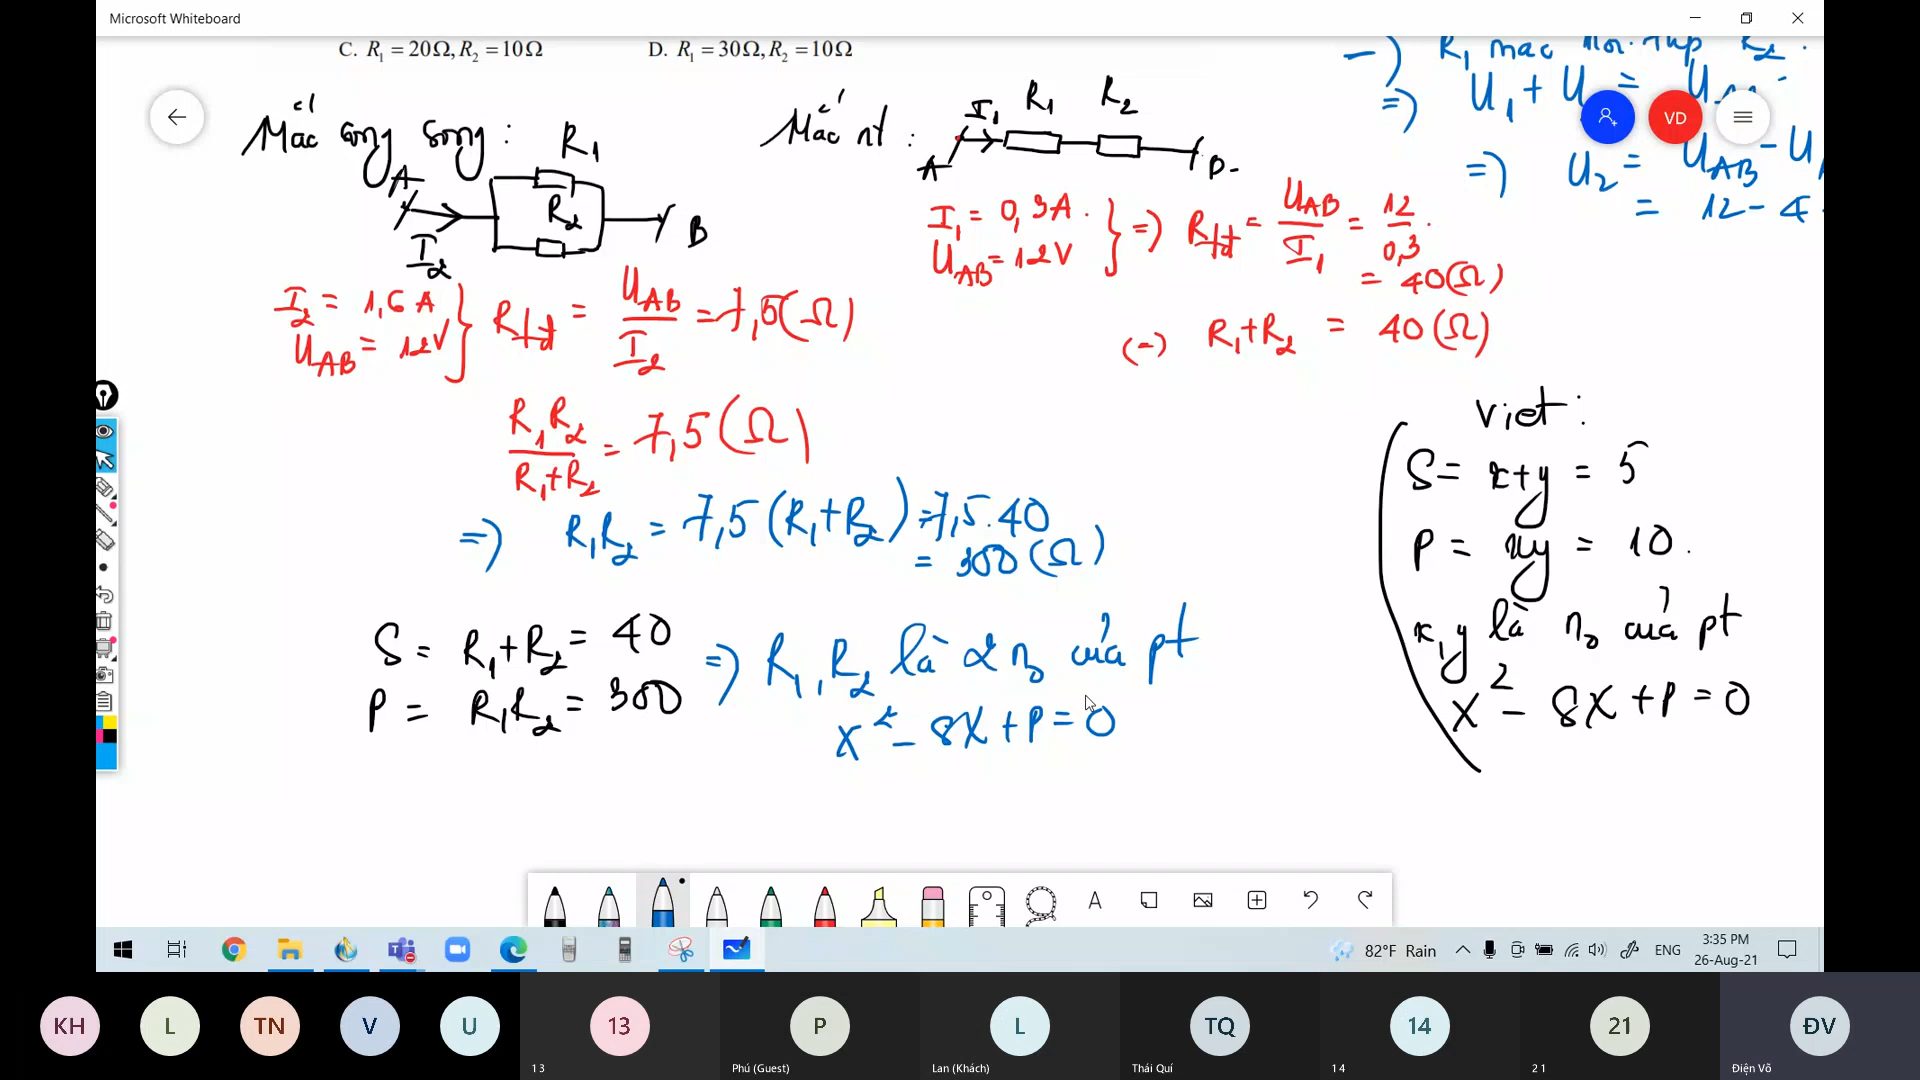 Microsoft Whiteboard
C. R₁ = 20Ω, R₂ = 10Ω
D. R₁ = 30Ω, R₂ = 10Ω
R₁ mắc R₂
=) U₁ + U =
=) U₂ = U_AB - U
= 12 - 4
VD
Mắc song song :
R₁
A
R₂
B
I₂
Mắc nt :
I₁ R₁ R₂
A
B
I₁ = 0,3A .
U_AB = 12V
=) R_tđ = U_AB / I₁ = 12 / 0,3 .
= 40(Ω)
(=) R₁+R₂ = 40(Ω)
I₂ = 1,6 A
U_AB = 12V
R_tđ = U_AB / I₂ = 7,5(Ω)
R₁R₂ / R₁+R₂ = 7,5(Ω)
=) R₁R₂ = 7,5(R₁+R₂) = 7,5.40
= 300(Ω)
S = R₁+R₂ = 40
P = R₁R₂ = 300
=) R₁, R₂ là 2 n₀ của pt
X² - SX + P = 0
Viet :
S = x+y = 5
P = xy = 10 .
x,y là n₀ của pt
X² - SX + P = 0
A
82°F Rain
ENG
3:35 PM
26-Aug-21
KH
L
TN
V
U
13
P
L
TQ
14
21
ĐV
13
Phú (Guest)
Lan (Khách)
Thái Quí
14
21
Điện Võ